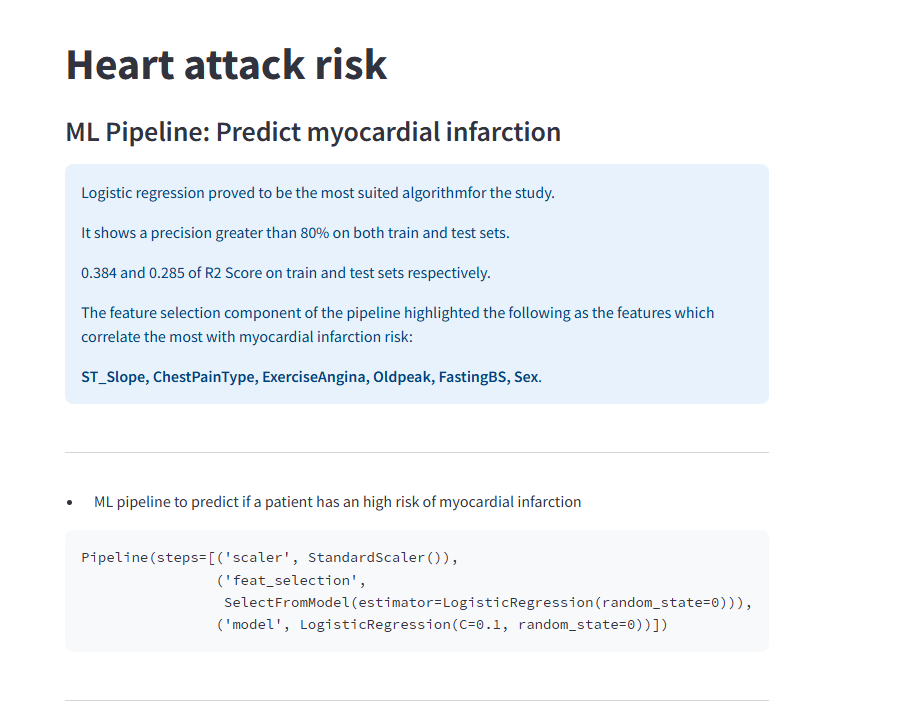 Heart attack risk
ML Pipeline: Predict myocardial infarction
Logistic regression proved to be the most suited algorithmfor the study.
It shows a precision greater than 80% on both train and test sets.
0.384 and 0.285 of R2 Score on train and test sets respectively.
The feature selection component of the pipeline highlighted the following as the features which
correlate the most with myocardial infarction risk:
ST_Slope, ChestPainType, ExerciseAngina, Oldpeak, FastingBS, Sex.
• ML pipeline to predict if a patient has an high risk of myocardial infarction
Pipeline(steps=[('scaler', StandardScaler()),
('feat_selection',
SelectFromModel(estimator=LogisticRegression(random_state=0))),
('model', LogisticRegression(C=0.1, random_state=0))])